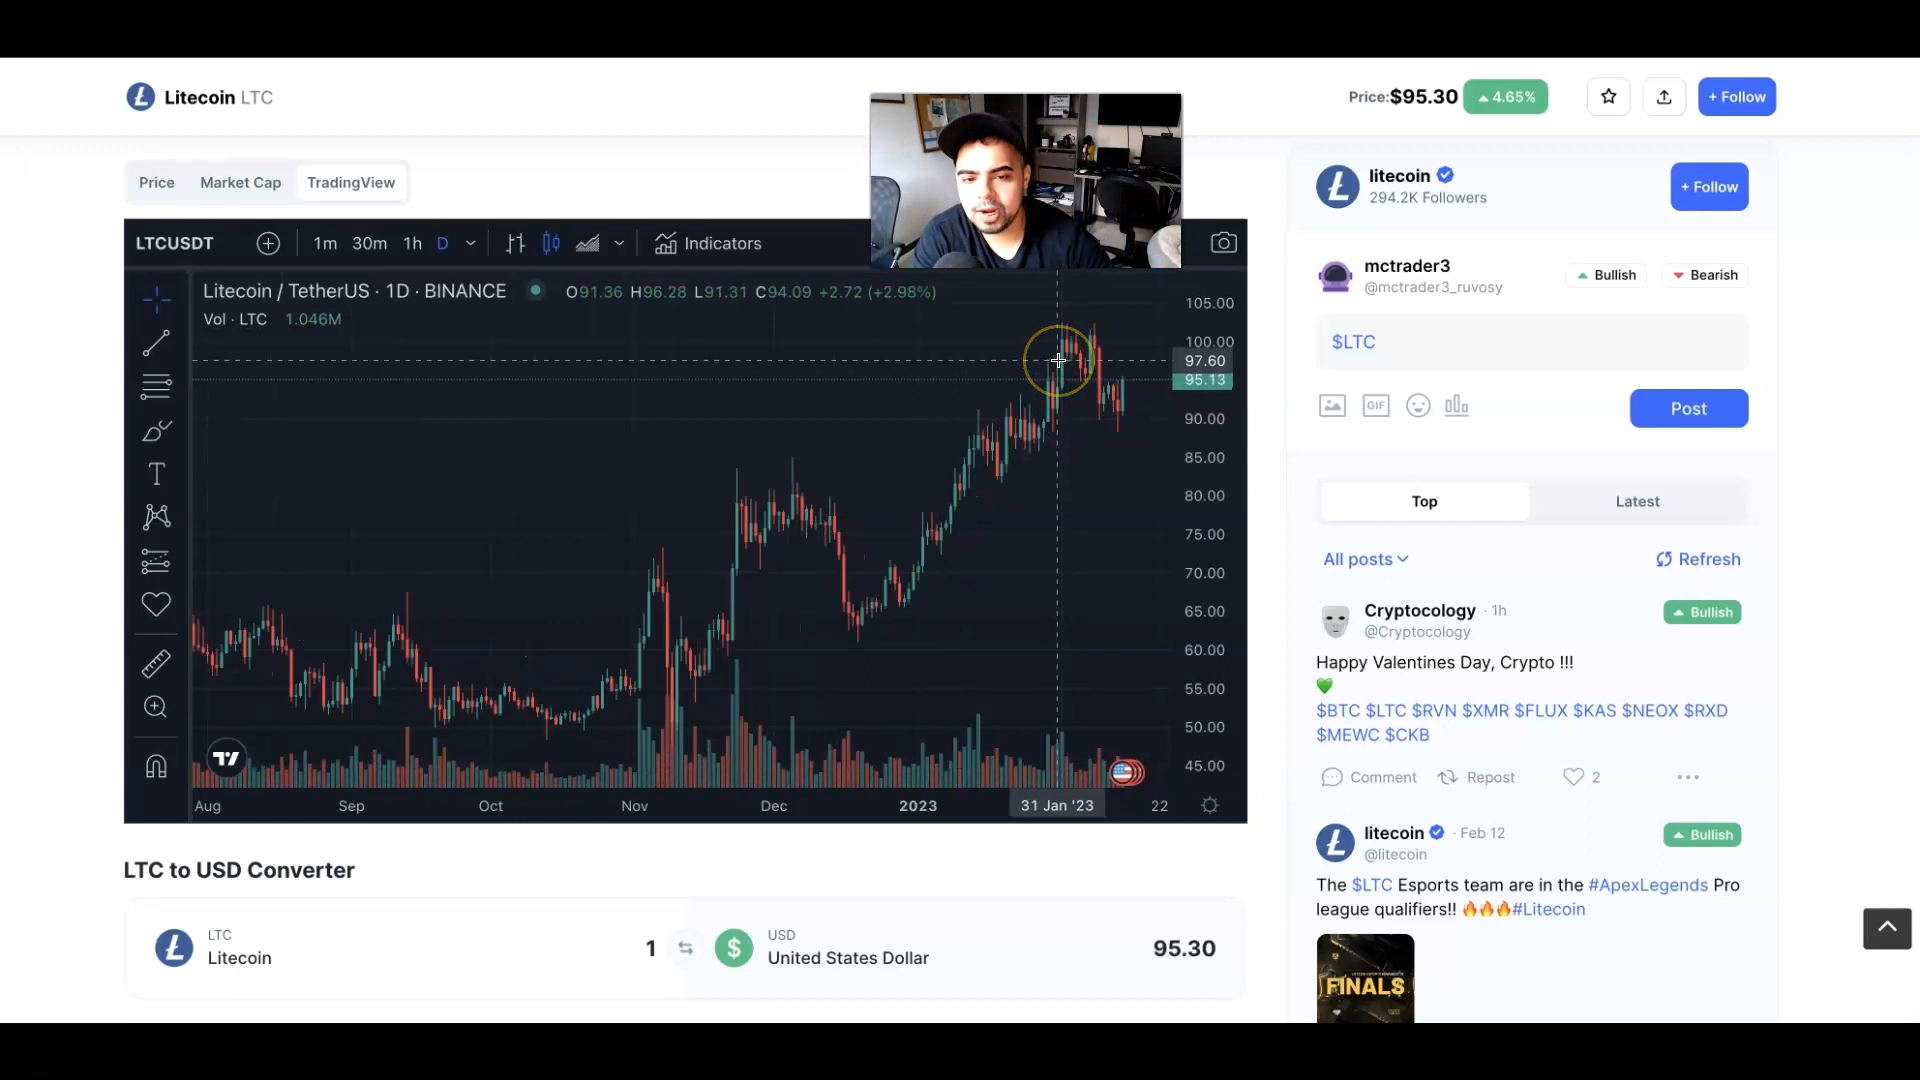 Litecoin LTC
Price:$95.30 4.65%
+ Follow
Price Market Cap TradingView
LTCUSDT 1m 30m 1h D Indicators
Litecoin / TetherUS · 1D · BINANCE O91.36 H96.28 L91.31 C94.09 +2.72 (+2.98%)
Vol · LTC 1.046M
105.00
100.00
97.60
95.13
90.00
85.00
80.00
75.00
70.00
65.00
60.00
55.00
50.00
45.00
Aug Sep Oct Nov Dec 2023 31 Jan '23 22
LTC to USD Converter
LTC
Litecoin
1
USD
United States Dollar
95.30
litecoin
294.2K Followers
+ Follow
mctrader3
@mctrader3_ruvosy
Bullish Bearish
$LTC
GIF
Post
Top Latest
All posts Refresh
Cryptocology · 1h
@Cryptocology
Bullish
Happy Valentines Day, Crypto !!!
$BTC $LTC $RVN $XMR $FLUX $KAS $NEOX $RXD
$MEWC $CKB
Comment Repost 2
litecoin · Feb 12
@litecoin
Bullish
The $LTC Esports team are in the #ApexLegends Pro
league qualifiers!! 🔥🔥🔥#Litecoin
FINALS